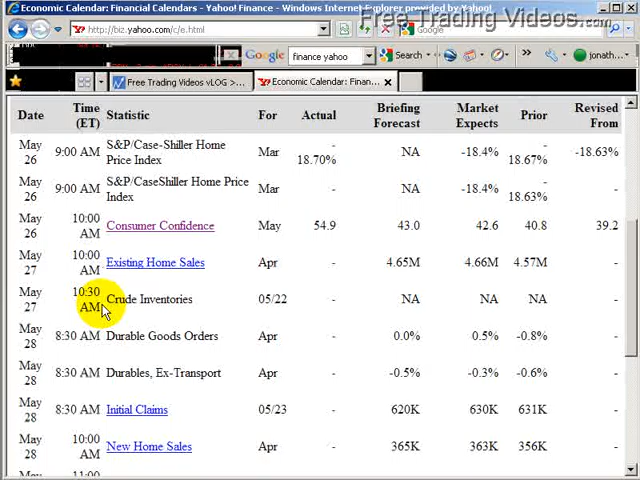 Economic Calendar: Financial Calendars - Yahoo! Finance - Windows Internet Explorer provided by Yahoo!
Free Trading Videos.com
http://biz.yahoo.com/c/e.html
finance yahoo
Search
jonath...
Free Trading Videos vLOG >...
Economic Calendar: Finan...
Date Time (ET) Statistic For Actual Briefing Forecast Market Expects Prior Revised From
May 26 9:00 AM S&P/Case-Shiller Home Price Index Mar -18.70% NA -18.4% -18.67% -18.63%
May 26 9:00 AM S&P/CaseShiller Home Price Index Mar - NA -18.4% -18.63% -
May 26 10:00 AM Consumer Confidence May 54.9 43.0 42.6 40.8 39.2
May 27 10:00 AM Existing Home Sales Apr - 4.65M 4.66M 4.57M -
May 27 10:30 AM Crude Inventories 05/22 - NA NA NA -
May 28 8:30 AM Durable Goods Orders Apr - 0.0% 0.5% -0.8% -
May 28 8:30 AM Durables, Ex-Transport Apr - -0.5% -0.3% -0.6% -
May 28 8:30 AM Initial Claims 05/23 - 620K 630K 631K -
May 28 10:00 AM New Home Sales Apr - 365K 363K 356K -
May 11:00